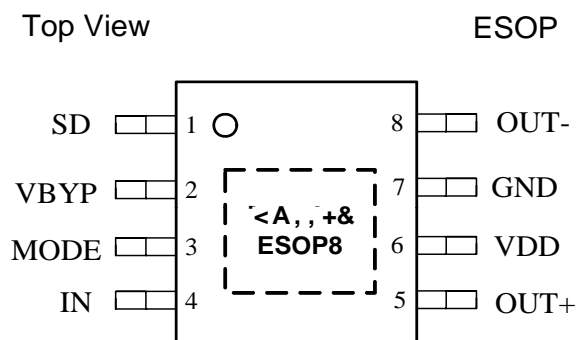 Top View ESOP
SD 1 8 OUT-
VBYP 2 7 GND
ESOP8
MODE 3 6 VDD
IN 4 5 OUT+